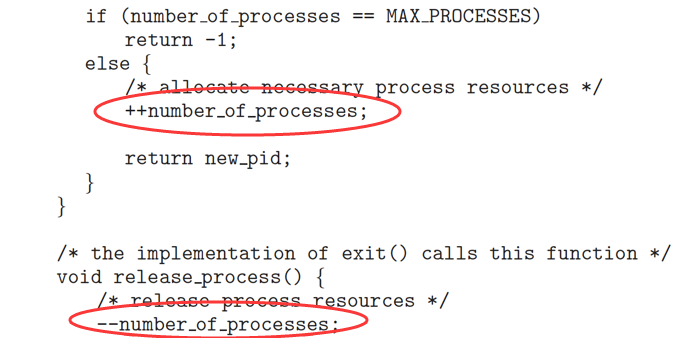 if (number_of_processes == MAX_PROCESSES)
return -1;
else {
/* allocate necessary process resources */
++number_of_processes;
return new_pid;
}
}
/* the implementation of exit() calls this function */
void release_process() {
/* release process resources */
--number_of_processes;